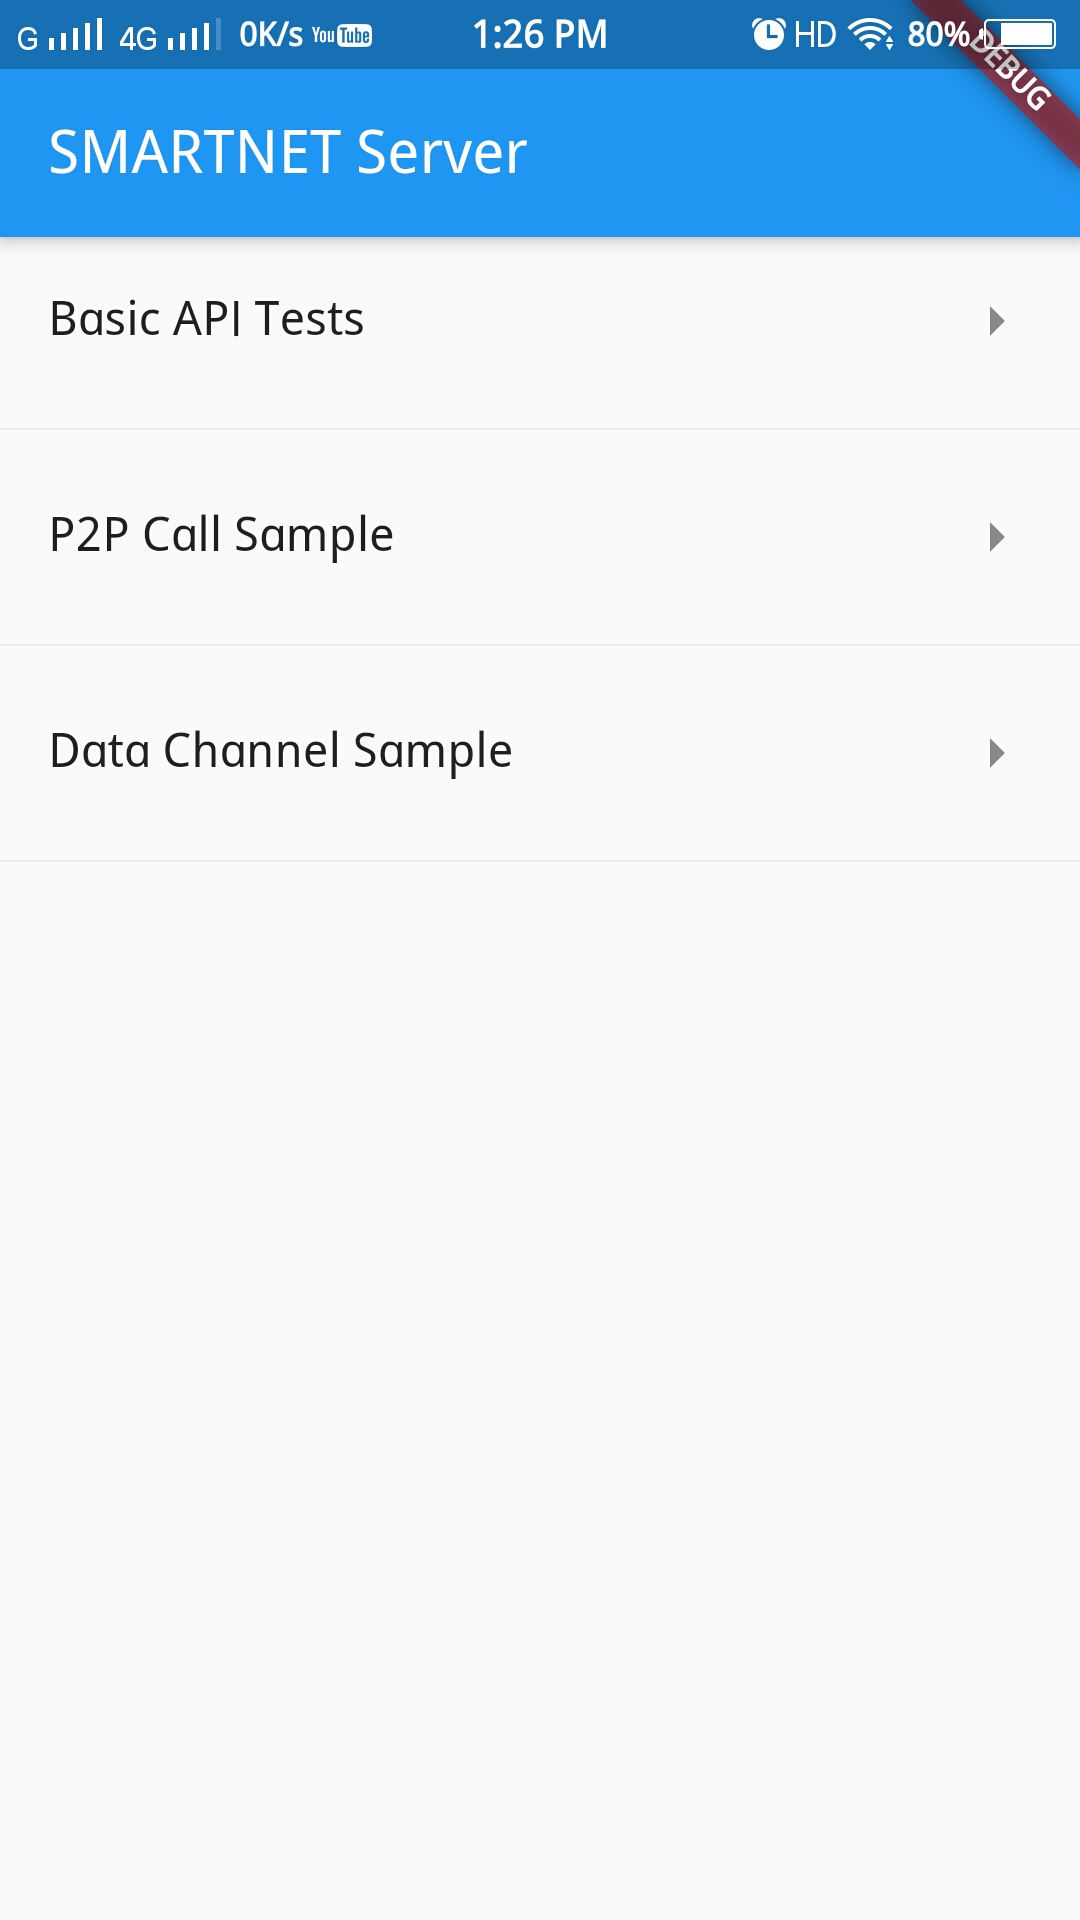 G 4G 0K/s YouTube 1:26 PM HD 80%
DEBUG
SMARTNET Server
Basic API Tests
P2P Call Sample
Data Channel Sample